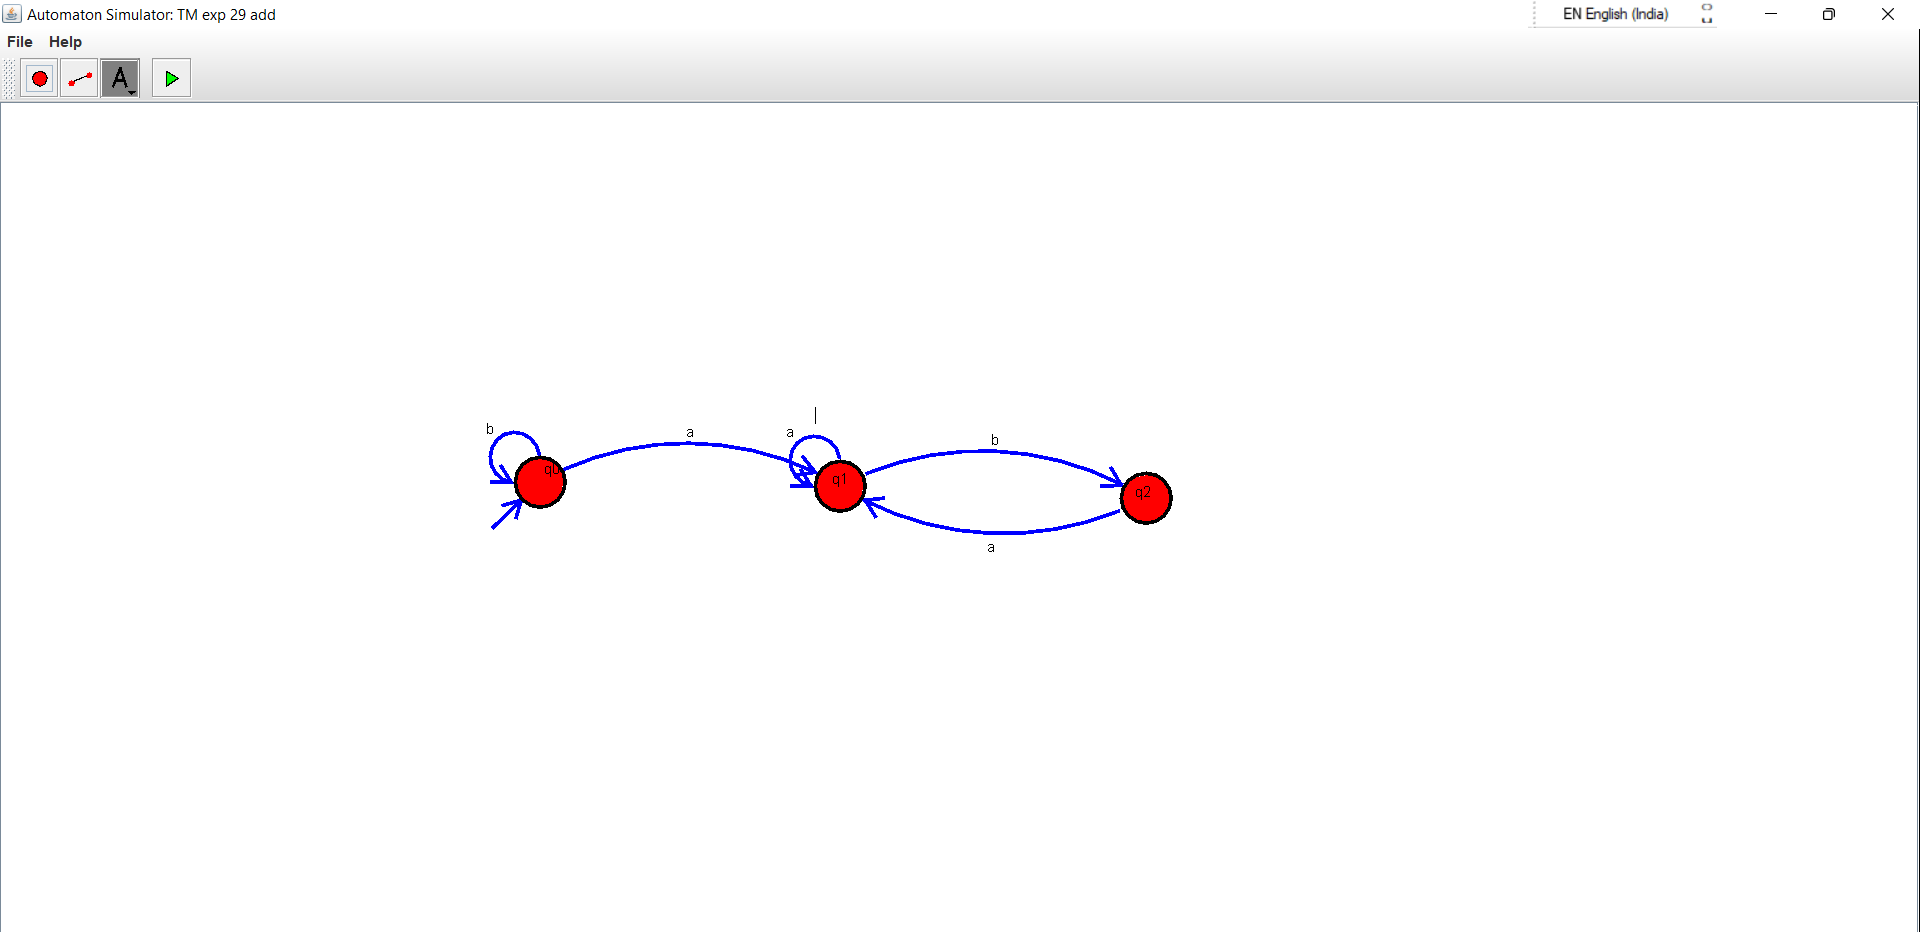 Automaton Simulator: TM exp 29 add
EN English (India)
File Help
A
b
a
a
b
q0
q1
q2
a